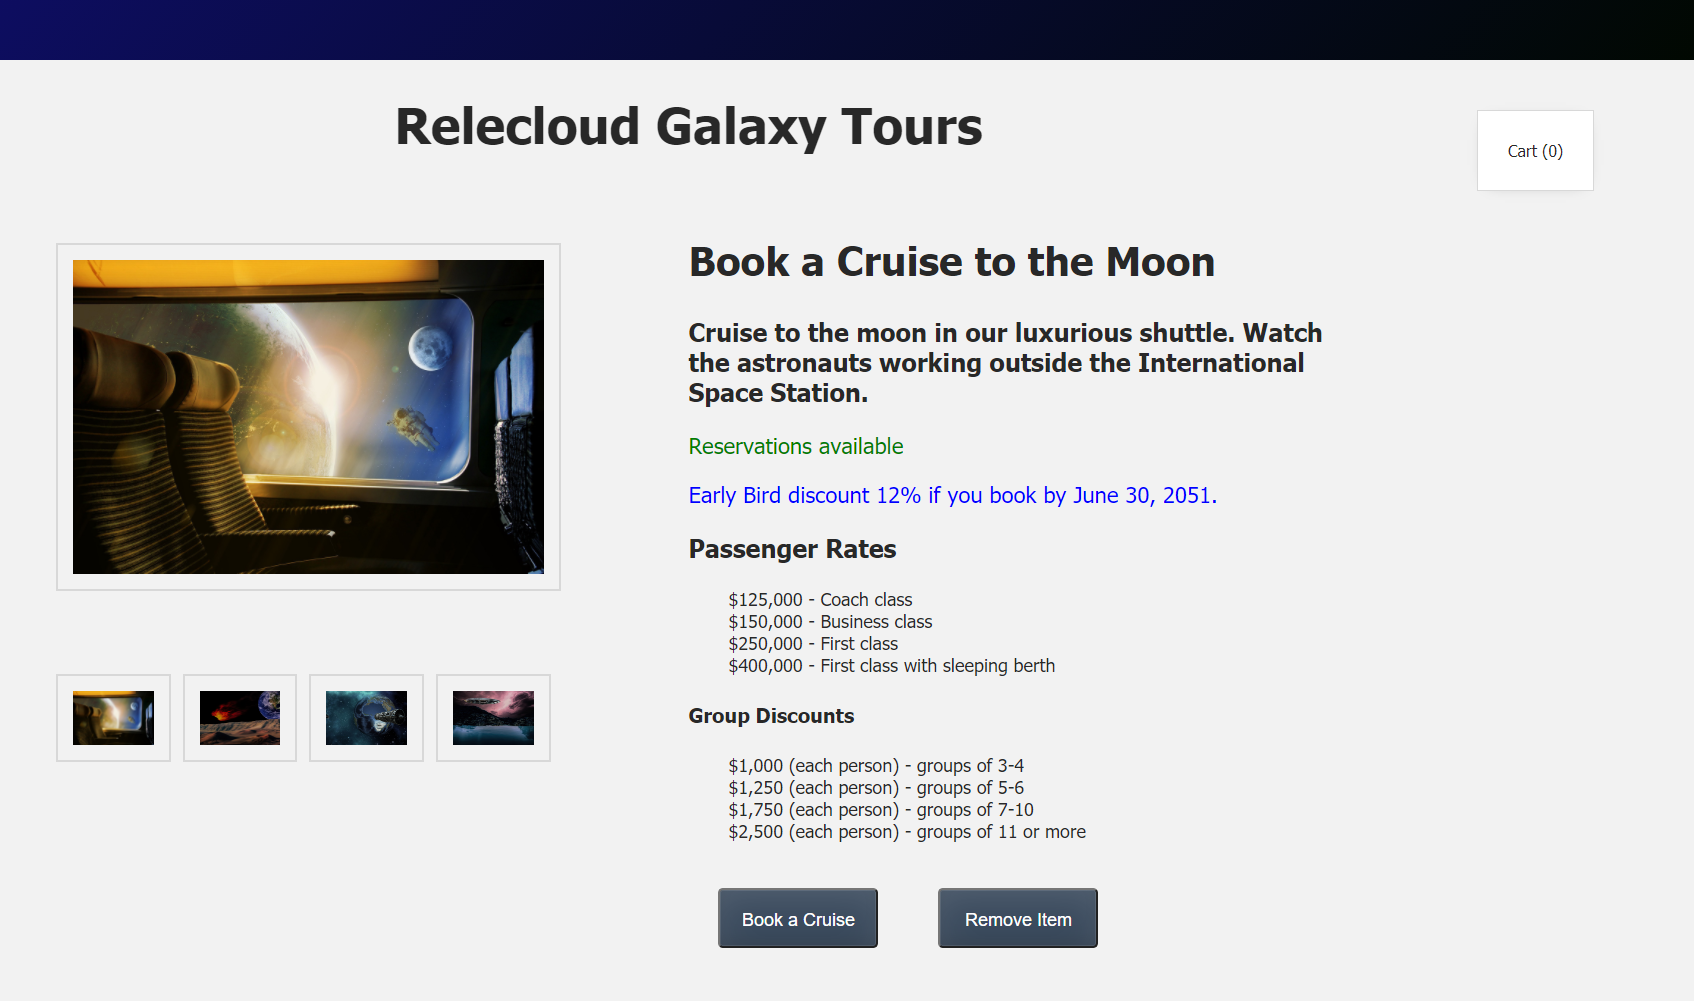 Relecloud Galaxy Tours
Cart (0)
Book a Cruise to the Moon
Cruise to the moon in our luxurious shuttle. Watch
the astronauts working outside the International
Space Station.
Reservations available
Early Bird discount 12% if you book by June 30, 2051.
Passenger Rates
$125,000 - Coach class
$150,000 - Business class
$250,000 - First class
$400,000 - First class with sleeping berth
Group Discounts
$1,000 (each person) - groups of 3-4
$1,250 (each person) - groups of 5-6
$1,750 (each person) - groups of 7-10
$2,500 (each person) - groups of 11 or more
Book a Cruise
Remove Item